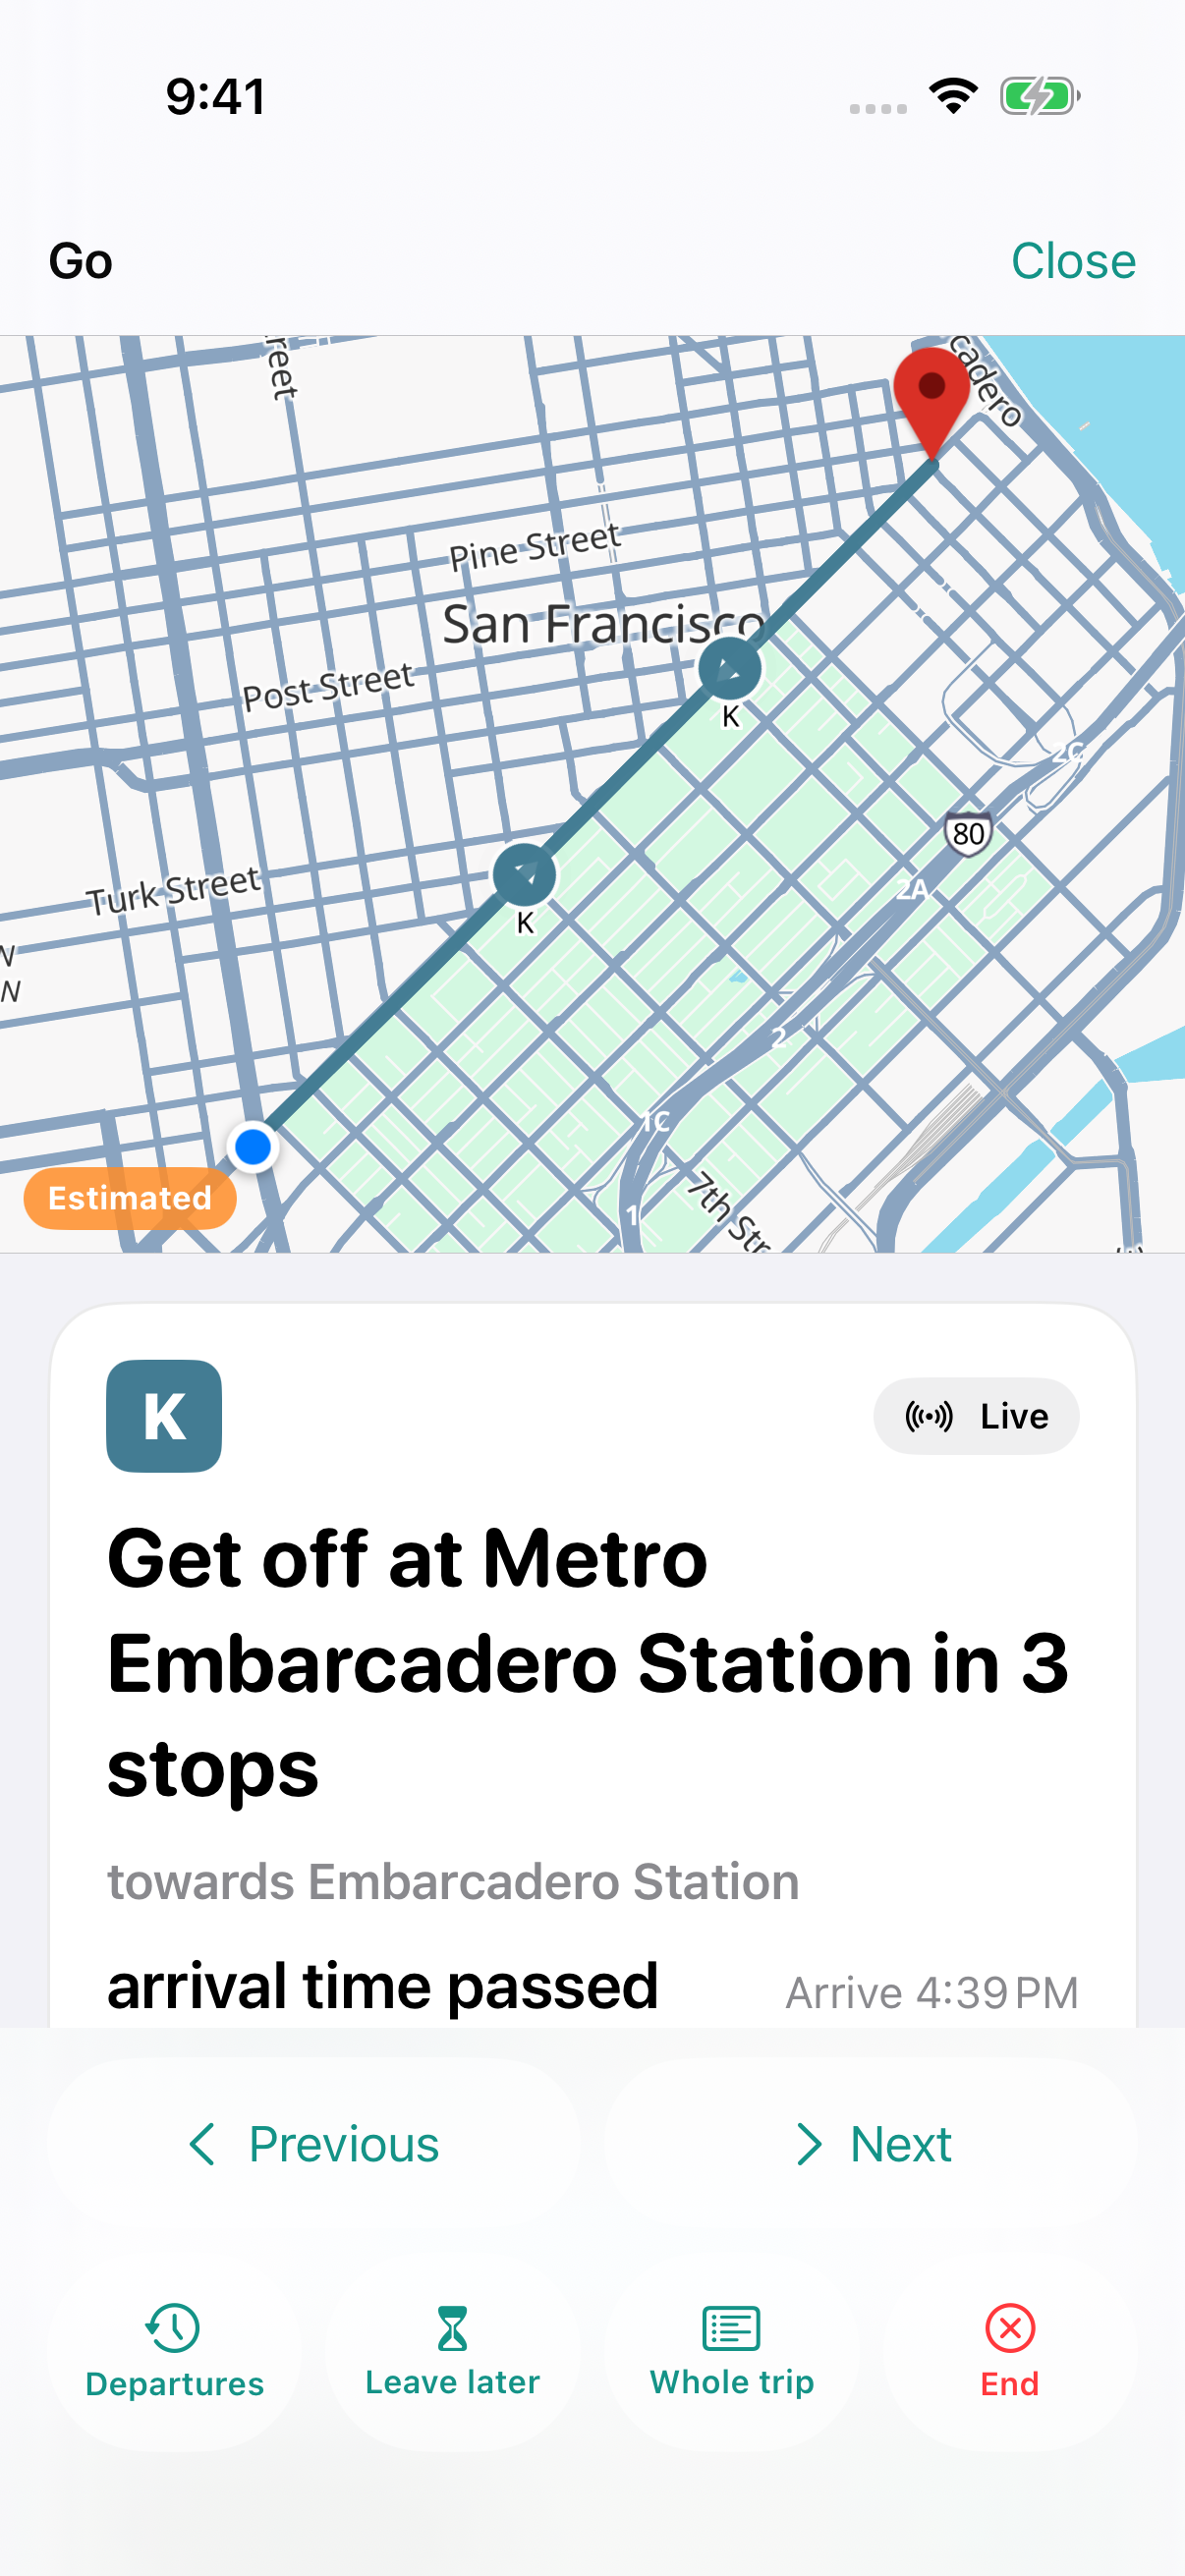 9:41
Go
Close
reet
cadero
Pine Street
San Francisco
Post Street
K
2C
80
2A
Turk Street
K
W
W
2
1C
7th Str
1
Estimated
K
Live
Get off at Metro
Embarcadero Station in 3
stops
towards Embarcadero Station
arrival time passed
Arrive 4:39 PM
Previous
Next
Departures
Leave later
Whole trip
End